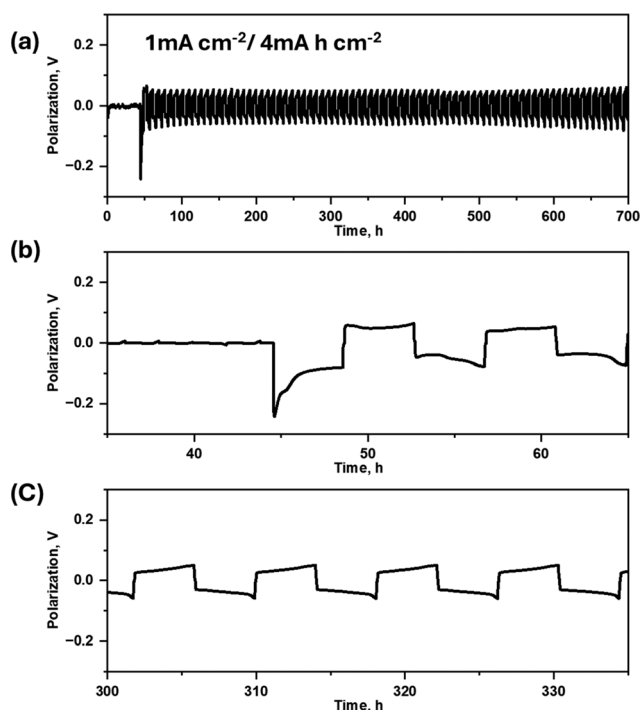 (a)
1mA cm-2/ 4mA h cm-2
Polarization, V
0.2
0.0
−0.2
0 100 200 300 400 500 600 700
Time, h
(b)
Polarization, V
0.2
0.0
−0.2
40 50 60
Time, h
(C)
Polarization, V
0.2
0.0
−0.2
300 310 320 330
Time, h